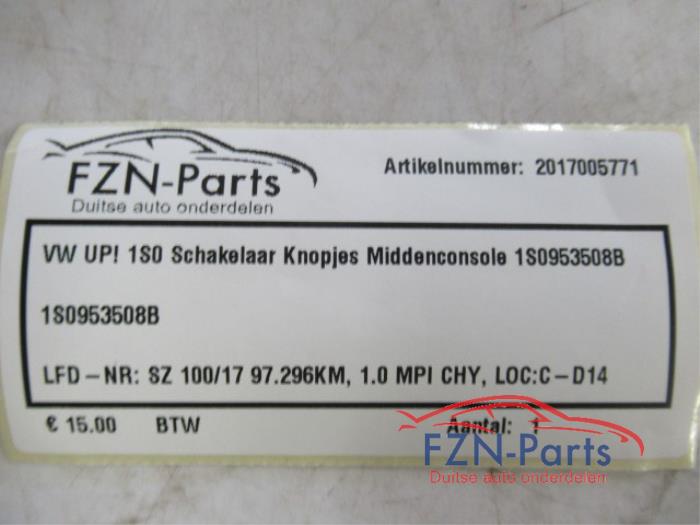 FZN-Parts
Duitse auto onderdelen
Artikelnummer: 2017005771
VW UP! 1S0 Schakelaar Knopjes Middenconsole 1S0953508B
1S0953508B
LFD-NR: SZ 100/17 97.296KM, 1.0 MPI CHY, LOC:C-D14
€ 15.00 BTW Aantal: 1
FZN-Parts
Duitse auto onderdelen